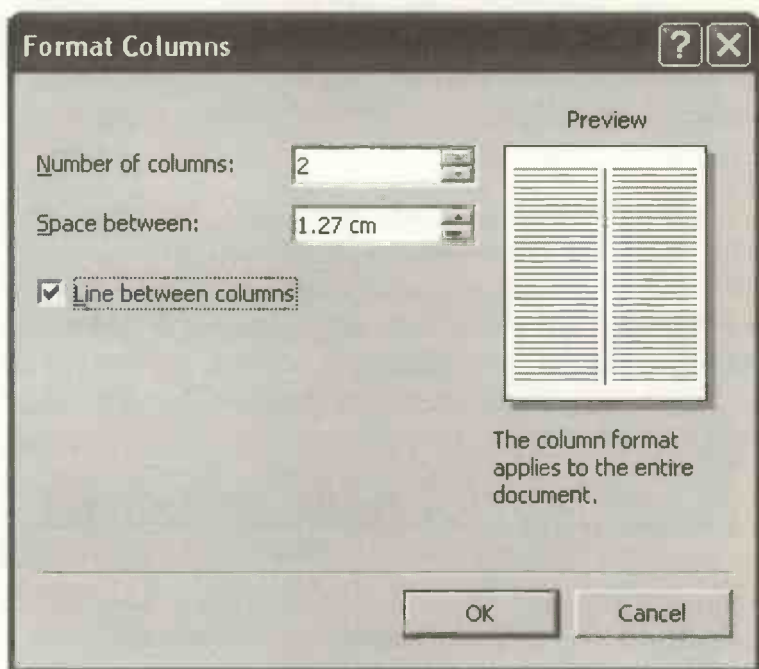 Format Columns
Preview
Number of columns: 2
Space between: 1.27 cm
Line between columns
The column format
applies to the entire
document.
OK Cancel